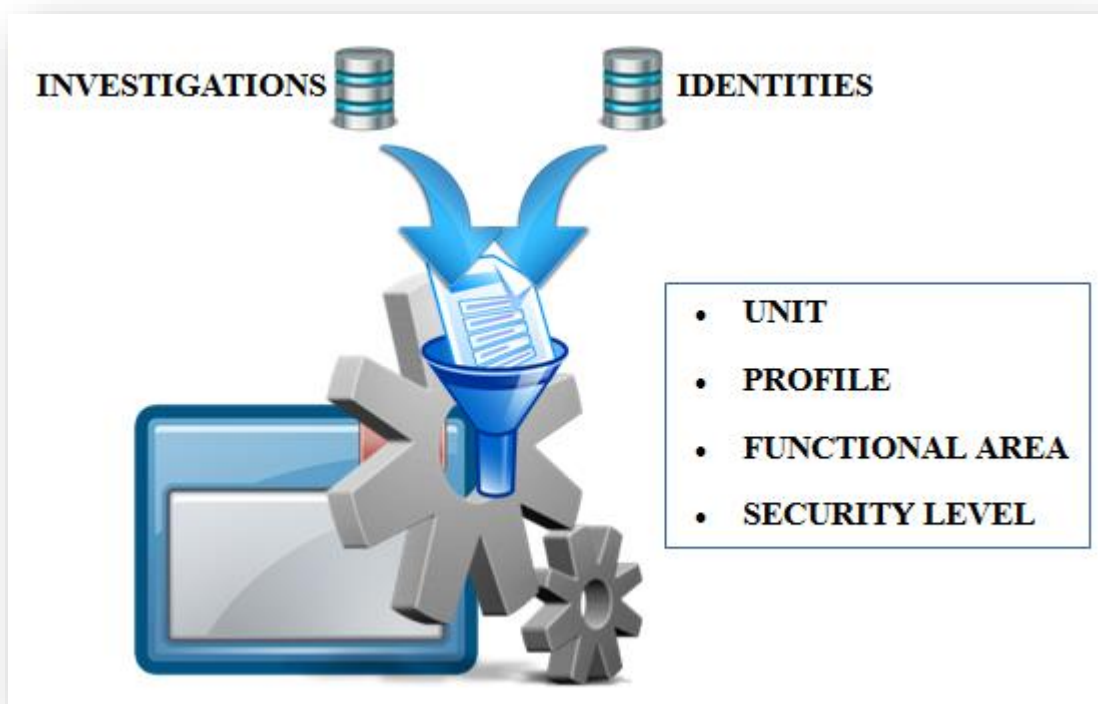 INVESTIGATIONS
IDENTITIES
• UNIT
• PROFILE
• FUNCTIONAL AREA
• SECURITY LEVEL